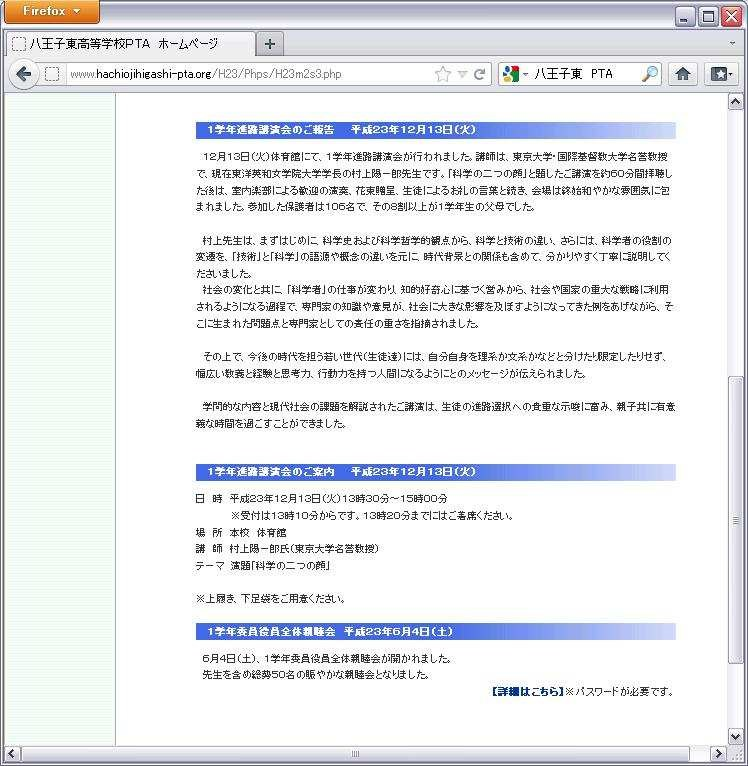 Firefox
八王子東高等学校PTA ホームページ
www.hachiojihigashi-pta.org/H23/Phps/H23m2s3.php
八王子東 PTA
1学年進路講演会のご報告 平成23年12月13日(火)
12月13日(火)体育館にて、1学年進路講演会が行われました。講師は、東京大学・国際基督教大学名誉教授
で、現在東洋英和女学院大学学長の村上陽一郎先生です。「科学の二つの顔」と題したご講演を約60分間拝聴し
た後は、室内楽部による歓迎の演奏、花束贈呈、生徒によるお礼の言葉と続き、会場は終始和やかな雰囲気に包
まれました。参加した保護者は106名で、その8割以上が1学年生の父母でした。
村上先生は、まずはじめに、科学史および科学哲学的観点から、科学と技術の違い、さらには、科学者の役割の
変遷を、「技術」と「科学」の語源や概念の違いを元に、時代背景との関係も含めて、分かりやすく丁寧に説明してく
ださいました。
社会の変化と共に、「科学者」の仕事が変わり、知的好奇心に基づく営みから、社会や国家の重大な戦略に利用
されるようになる過程で、専門家の知識や意見が、社会に大きな影響を及ぼすようになってきた例をあげながら、そ
こに生まれた問題点と専門家としての責任の重さを指摘されました。
その上で、今後の時代を担う若い世代(生徒達)には、自分自身を理系か文系かなどと分けたり限定したりせず、
幅広い教養と経験と思考力、行動力を持つ人間になるようにとのメッセージが伝えられました。
学問的な内容と現代社会の課題を解説されたご講演は、生徒の進路選択への貴重な示唆に富み、親子共に有意
義な時間を過ごすことができました。
1学年進路講演会のご案内 平成23年12月13日(火)
日 時 平成23年12月13日(火)13時30分~15時00分
※受付は13時10分からです。13時20分までにはご着席ください。
場 所 本校 体育館
講 師 村上陽一郎氏(東京大学名誉教授)
テーマ 演題「科学の二つの顔」
※上履き、下足袋をご用意ください。
1学年委員役員全体親睦会 平成23年6月4日(土)
6月4日(土)、1学年委員役員全体親睦会が開かれました。
先生を含め総勢50名の賑やかな親睦会となりました。
【詳細はこちら】※パスワードが必要です。